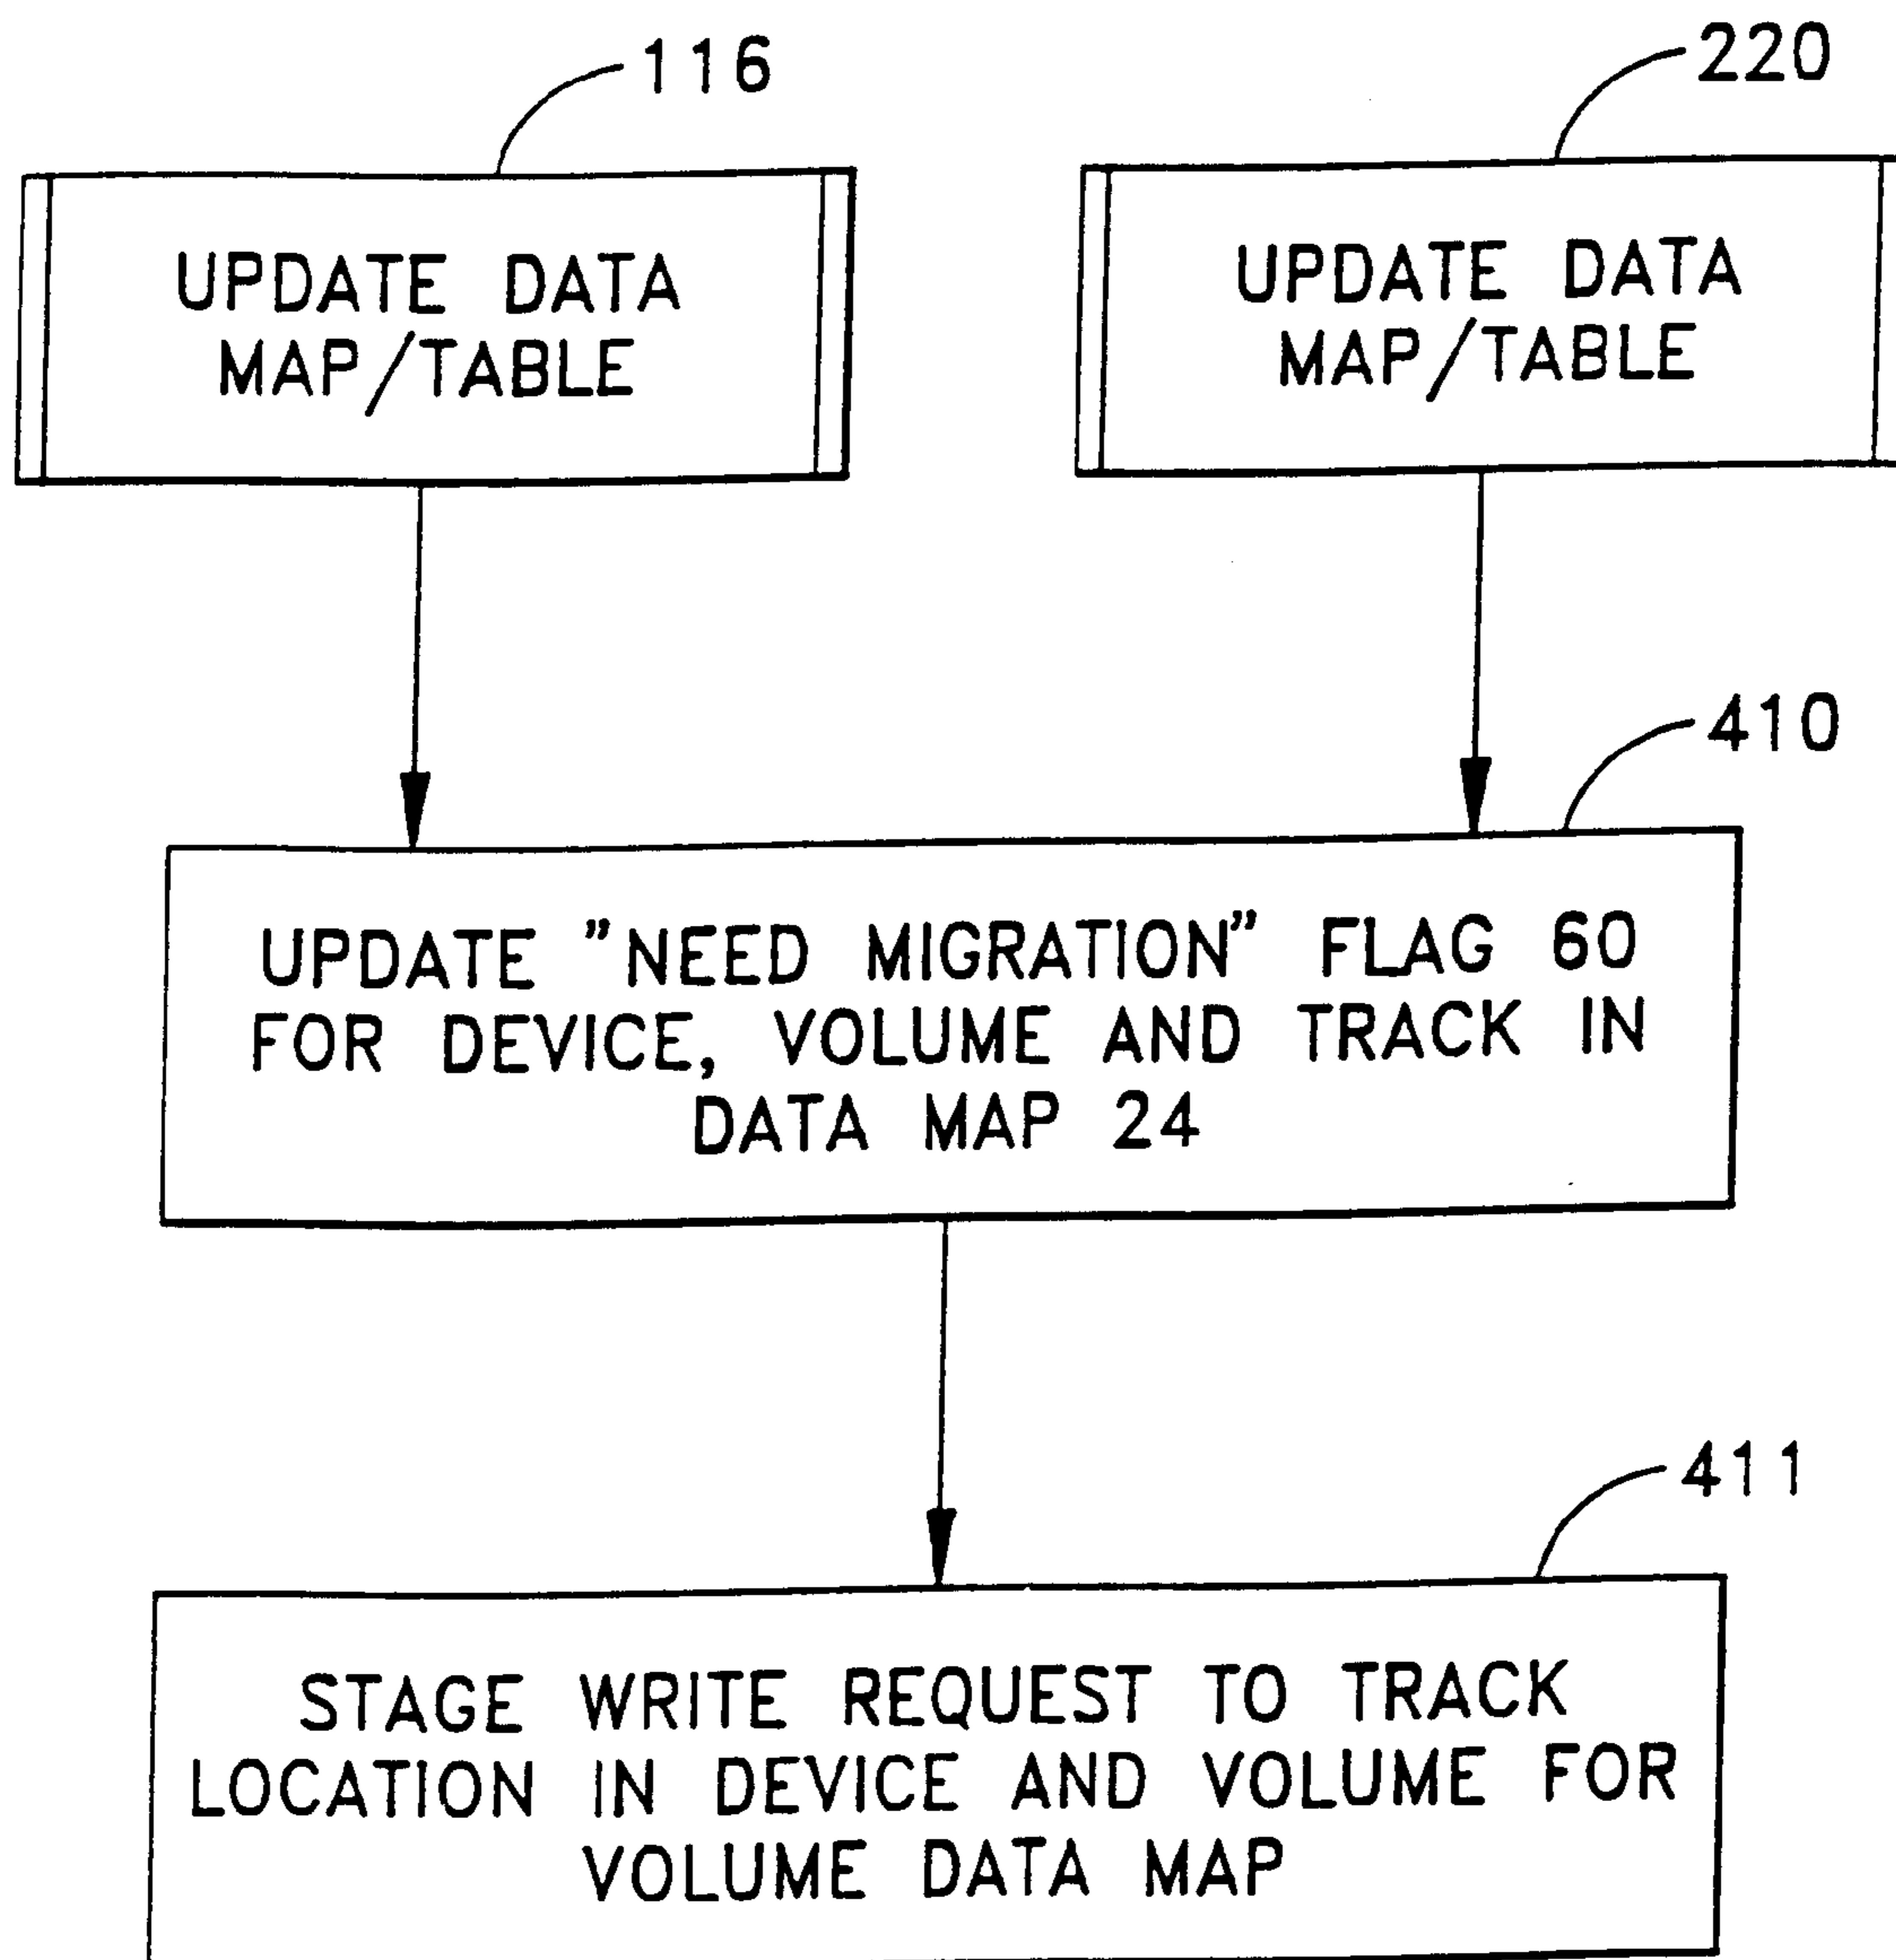 116
220
UPDATE DATA
MAP/TABLE
UPDATE DATA
MAP/TABLE
410
UPDATE "NEED MIGRATION" FLAG 60
FOR DEVICE, VOLUME AND TRACK IN
DATA MAP 24
411
STAGE WRITE REQUEST TO TRACK
LOCATION IN DEVICE AND VOLUME FOR
VOLUME DATA MAP